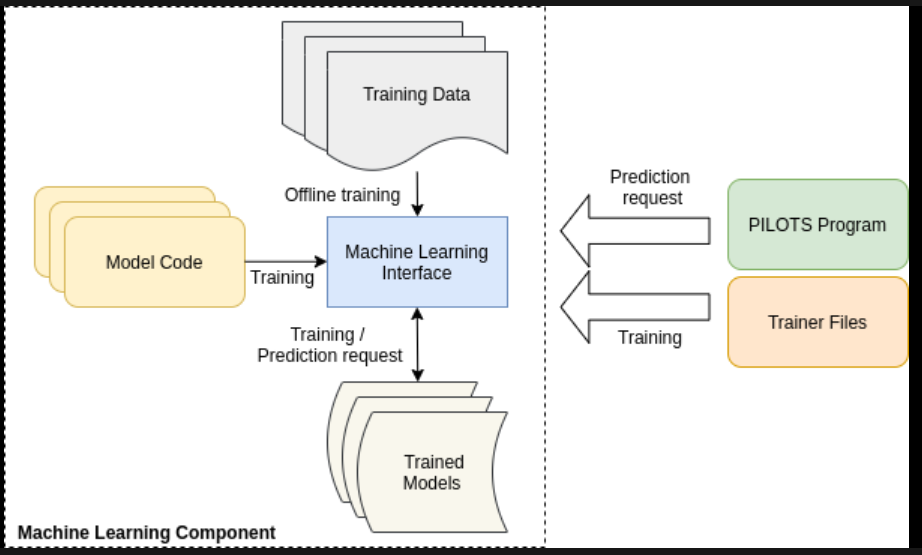 Training Data
Offline training
Prediction
request
PILOTS Program
Model Code
Training
Machine Learning
Interface
Trainer Files
Training
Training /
Prediction request
Trained
Models
Machine Learning Component